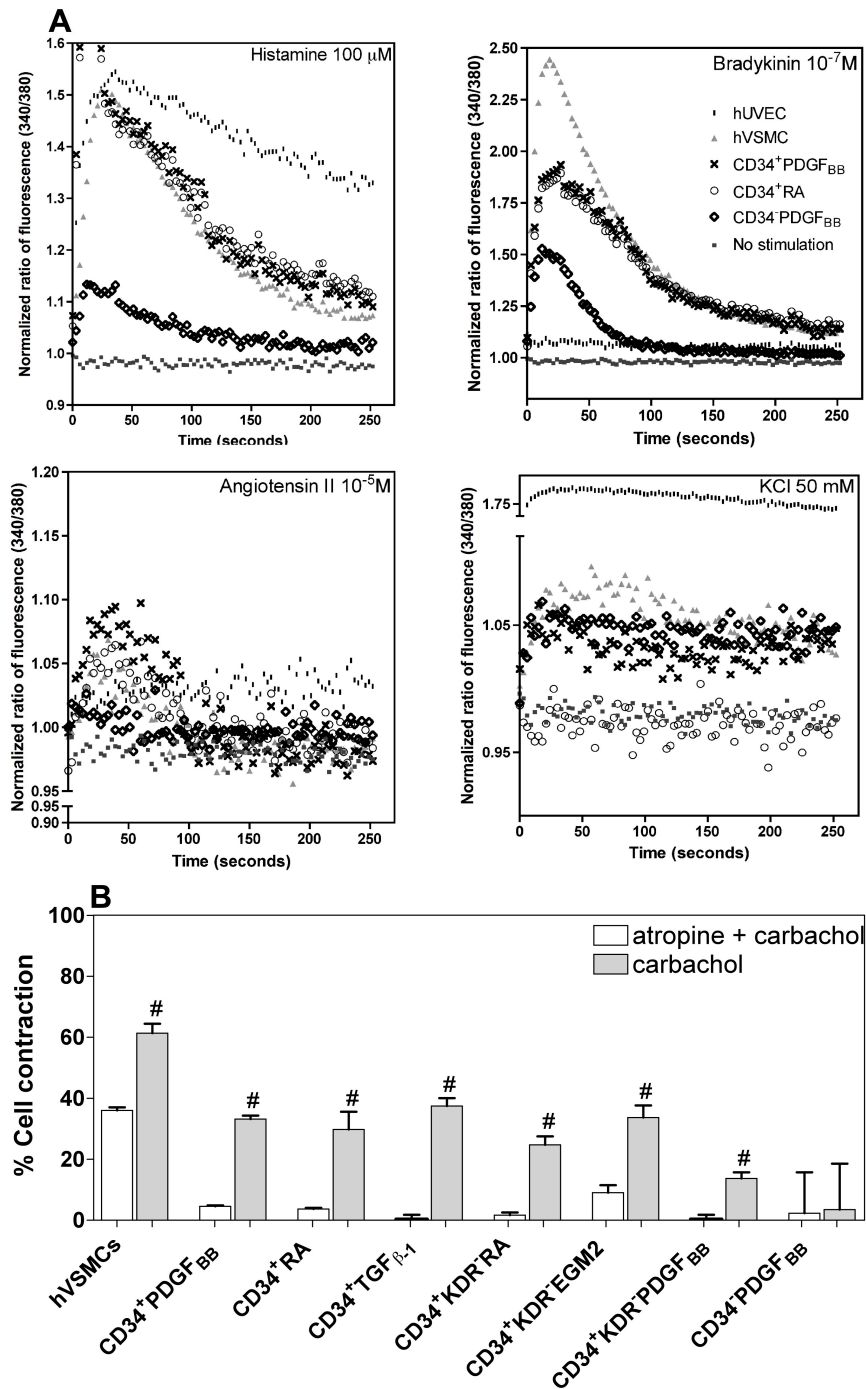 A
Histamine 100 µM
Normalized ratio of fluorescence (340/380)
1.6
1.5
1.4
1.3
1.2
1.1
1.0
0.9
0 50 100 150 200 250
Time (seconds)
Bradykinin 10⁻⁷M
Normalized ratio of fluorescence (340/380)
2.50
2.25
2.00
1.75
1.50
1.25
1.00
hUVEC
hVSMC
CD34⁺PDGF_BB
CD34⁺RA
CD34⁻PDGF_BB
No stimulation
0 50 100 150 200 250
Time (seconds)
Angiotensin II 10⁻⁵M
Normalized ratio of fluorescence (340/380)
1.20
1.15
1.10
1.05
1.00
0.95
0.95
0.90
0 50 100 150 200 250
Time (seconds)
KCl 50 mM
Normalized ratio of fluorescence (340/380)
1.75
1.05
0.95
0 50 100 150 200 250
Time (seconds)
B
% Cell contraction
100
80
60
40
20
0
atropine + carbachol
carbachol
# # # # # # #
hVSMCs
CD34⁺PDGF_BB
CD34⁺RA
CD34⁺TGF_β-1
CD34⁺KDR⁻RA
CD34⁺KDR⁻EGM2
CD34⁺KDR⁻PDGF_BB
CD34⁻PDGF_BB